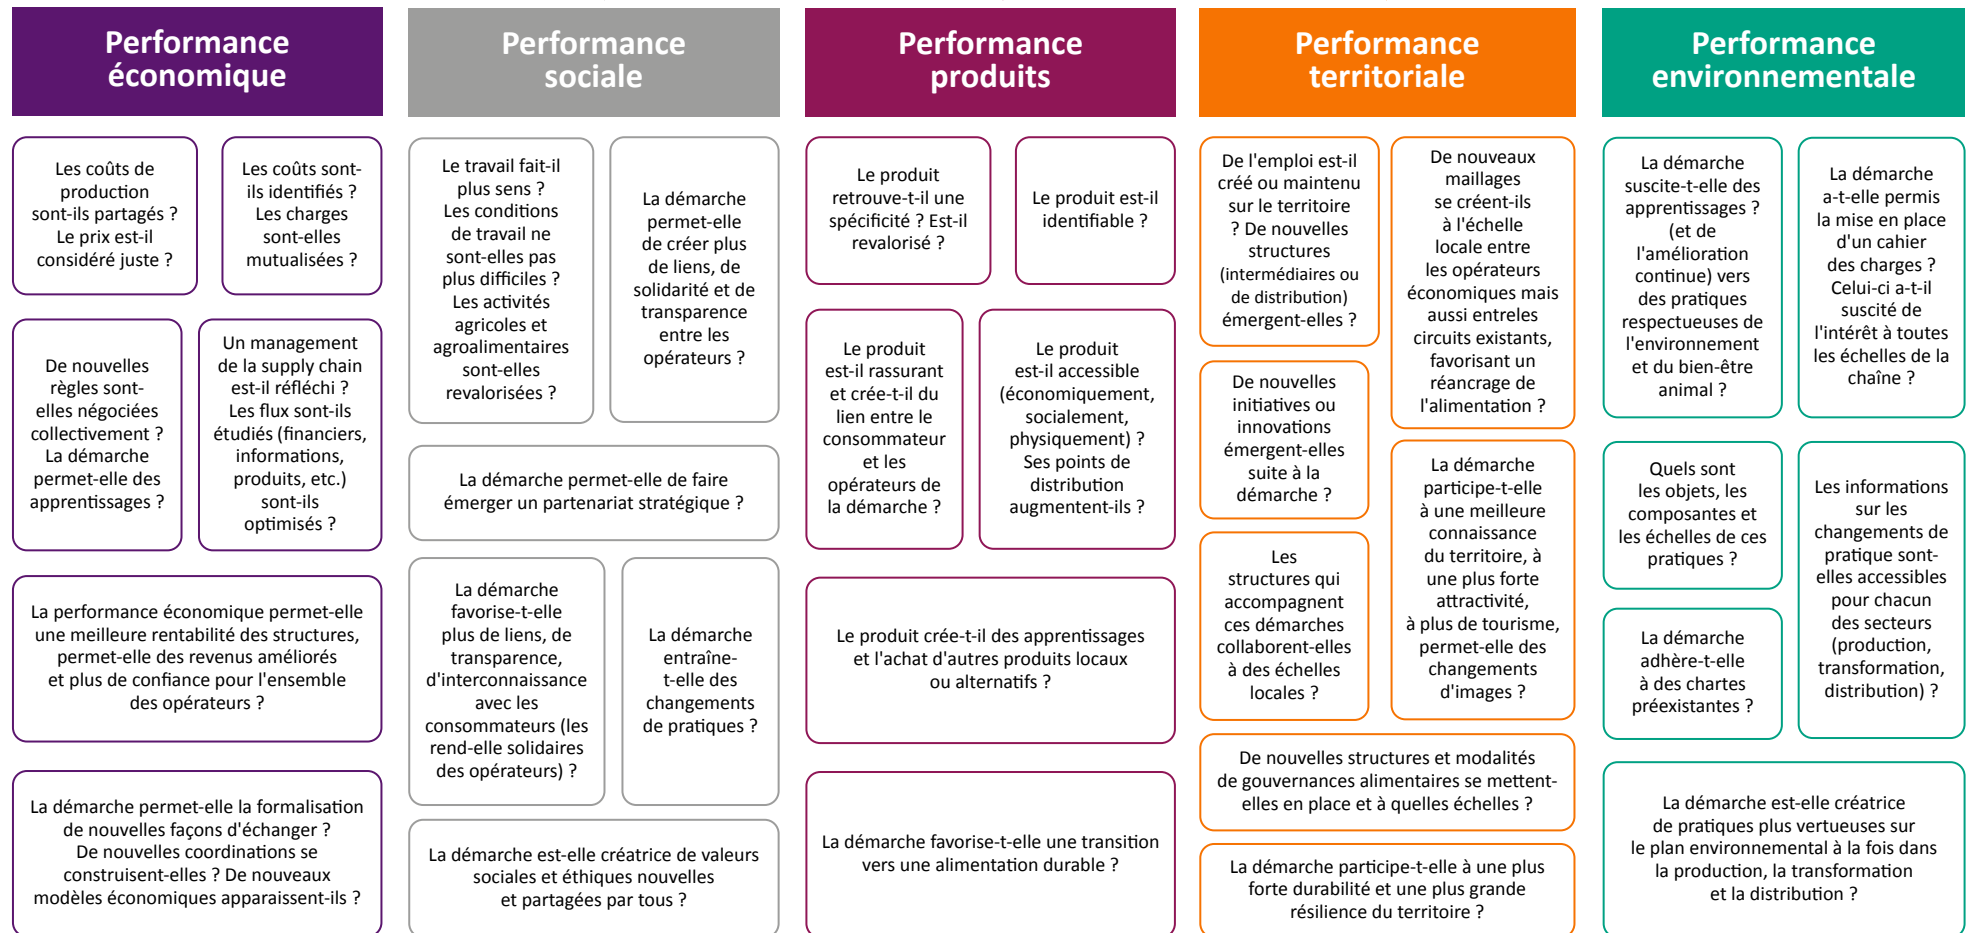 Performance
économique
Les coûts de
production
sont-ils partagés ?
Le prix est-il
considéré juste ?
Les coûts sont-
ils identifiés ?
Les charges
sont-elles
mutualisées ?
De nouvelles
règles sont-
elles négociées
collectivement ?
La démarche
permet-elle des
apprentissages ?
Un management
de la supply chain
est-il réfléchi ?
Les flux sont-ils
étudiés (financiers,
informations,
produits, etc.)
sont-ils
optimisés ?
La performance économique permet-elle
une meilleure rentabilité des structures,
permet-elle des revenus améliorés
et plus de confiance pour l'ensemble
des opérateurs ?
La démarche permet-elle la formalisation
de nouvelles façons d'échanger ?
De nouvelles coordinations se
construisent-elles ? De nouveaux
modèles économiques apparaissent-ils ?
Performance
sociale
Le travail fait-il
plus sens ?
Les conditions
de travail ne
sont-elles pas
plus difficiles ?
Les activités
agricoles et
agroalimentaires
sont-elles
revalorisées ?
La démarche
permet-elle
de créer plus
de liens, de
solidarité et de
transparence
entre les
opérateurs ?
La démarche permet-elle de faire
émerger un partenariat stratégique ?
La démarche
favorise-t-elle
plus de liens, de
transparence,
d'interconnaissance
avec les
consommateurs (les
rend-elle solidaires
des opérateurs) ?
La démarche
entraîne-
t-elle des
changements
de pratiques ?
La démarche est-elle créatrice de valeurs
sociales et éthiques nouvelles
et partagées par tous ?
Performance
produits
Le produit
retrouve-t-il une
spécificité ? Est-il
revalorisé ?
Le produit est-il
identifiable ?
Le produit
est-il rassurant
et crée-t-il du
lien entre le
consommateur
et les
opérateurs de
la démarche ?
Le produit
est-il accessible
(économiquement,
socialement,
physiquement) ?
Ses points de
distribution
augmentent-ils ?
Le produit crée-t-il des apprentissages
et l'achat d'autres produits locaux
ou alternatifs ?
La démarche favorise-t-elle une transition
vers une alimentation durable ?
Performance
territoriale
De l'emploi est-il
créé ou maintenu
sur le territoire
? De nouvelles
structures
(intermédiaires ou
de distribution)
émergent-elles ?
De nouveaux
maillages
se créent-ils
à l'échelle
locale entre
les opérateurs
économiques mais
aussi entreles
circuits existants,
favorisant un
réancrage de
l'alimentation ?
De nouvelles
initiatives ou
innovations
émergent-elles
suite à la
démarche ?
La démarche
participe-t-elle
à une meilleure
connaissance
du territoire, à
une plus forte
attractivité,
à plus de tourisme,
permet-elle des
changements
d'images ?
Les
structures qui
accompagnent
ces démarches
collaborent-elles
à des échelles
locales ?
De nouvelles structures et modalités
de gouvernances alimentaires se mettent-
elles en place et à quelles échelles ?
La démarche participe-t-elle à une plus
forte durabilité et une plus grande
résilience du territoire ?
Performance
environnementale
La démarche
suscite-t-elle des
apprentissages ?
(et de
l'amélioration
continue) vers
des pratiques
respectueuses de
l'environnement
et du bien-être
animal ?
La démarche
a-t-elle permis
la mise en place
d'un cahier
des charges ?
Celui-ci a-t-il
suscité de
l'intérêt à toutes
les échelles de la
chaîne ?
Quels sont
les objets, les
composantes et
les échelles de ces
pratiques ?
Les informations
sur les
changements de
pratique sont-
elles accessibles
pour chacun
des secteurs
(production,
transformation,
distribution) ?
La démarche
adhère-t-elle
à des chartes
préexistantes ?
La démarche est-elle créatrice
de pratiques plus vertueuses sur
le plan environnemental à la fois dans
la production, la transformation
et la distribution ?